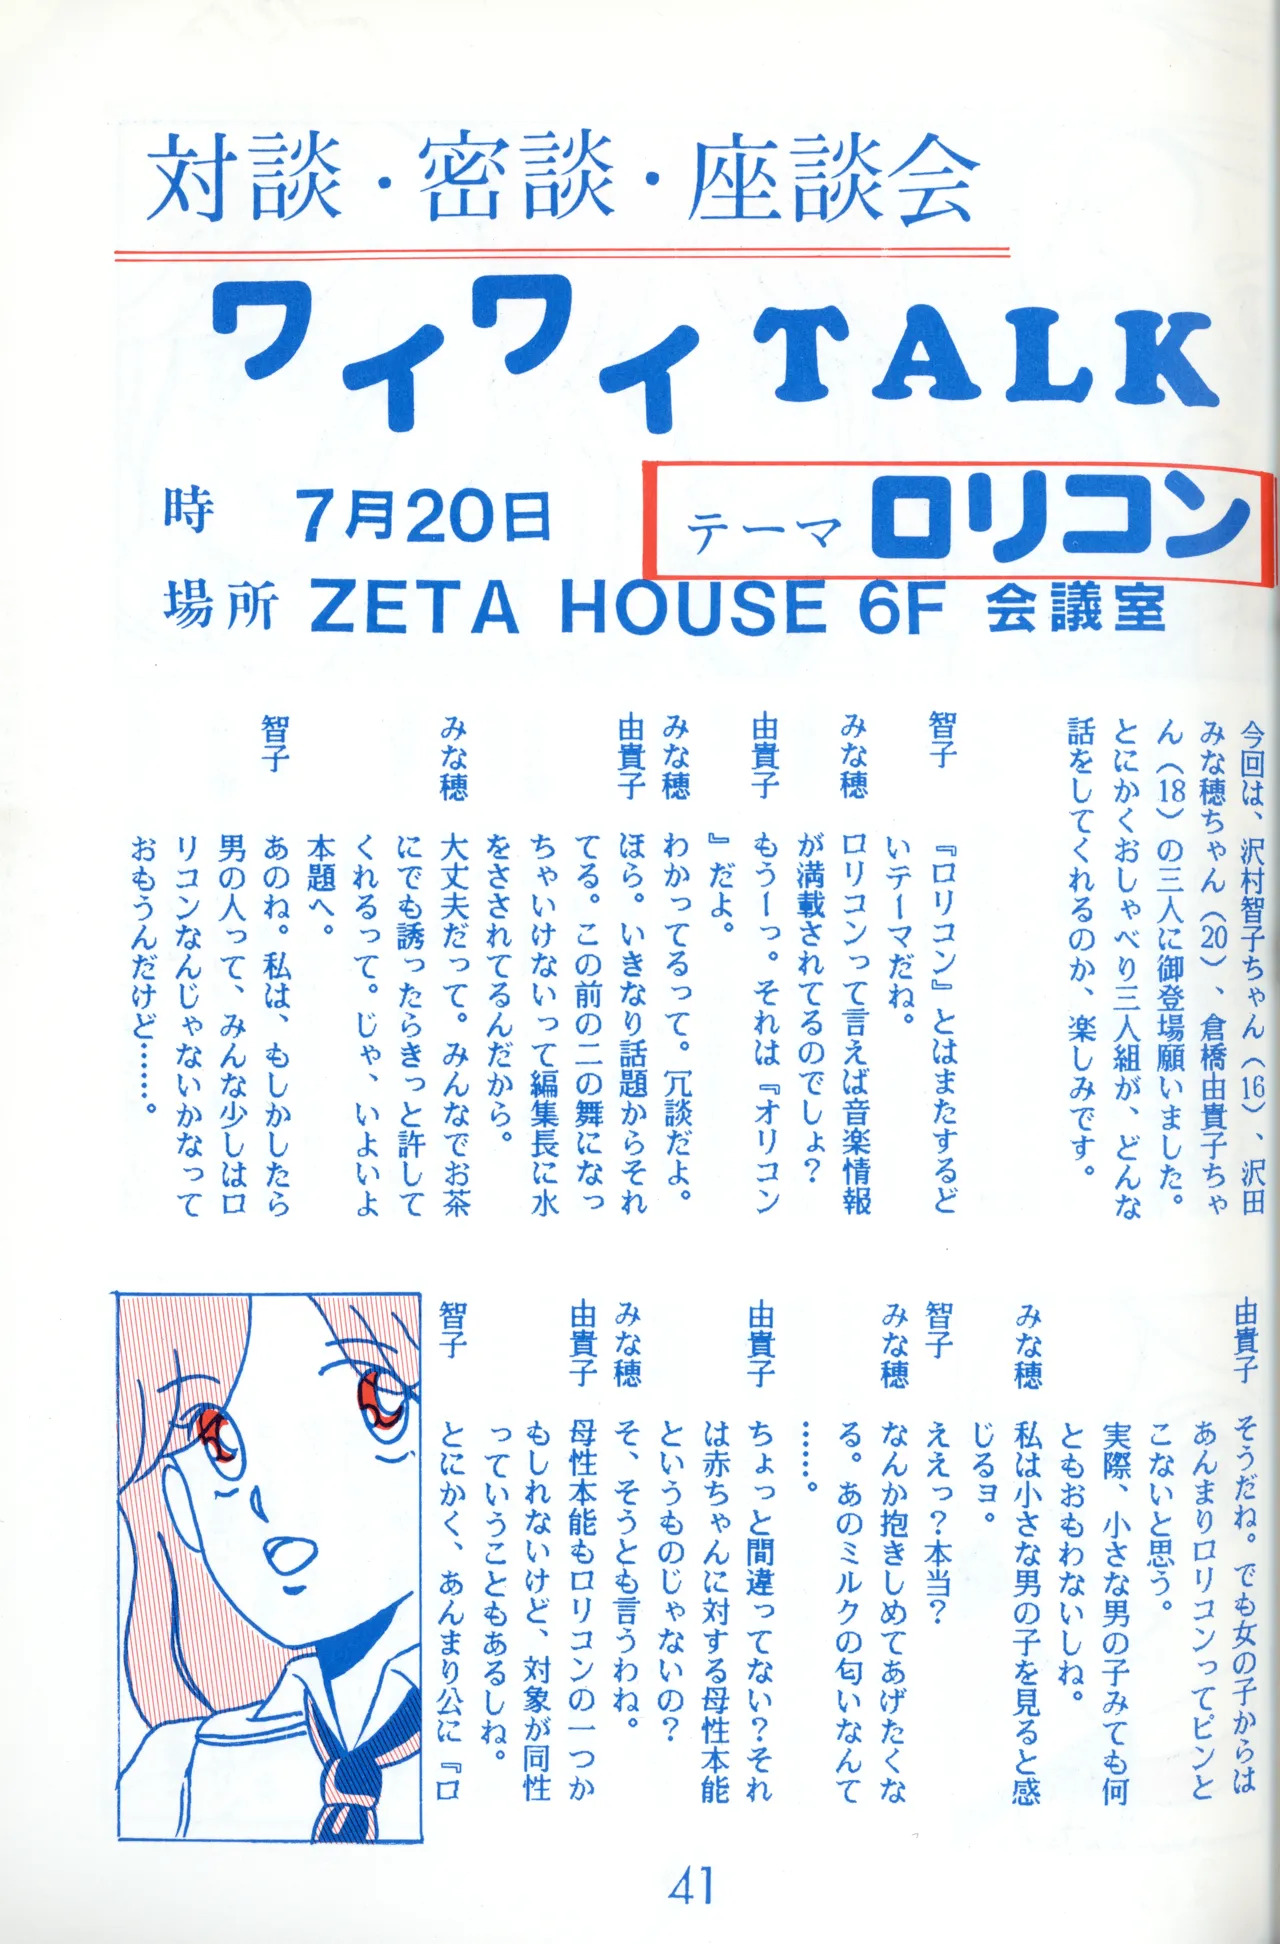 対談・密談・座談会
ワイワイTALK
テーマ ロリコン
時 7月20日
場所 ZETA HOUSE 6F 会議室
今回は、沢村智子ちゃん(16)、沢田
みな穂ちゃん(20)、倉橋由貴子ちゃ
ん(18)の三人に御登場願いました。
とにかくおしゃべり三人組が、どんな
話をしてくれるのか、楽しみです。
智子 『ロリコン』とはまたするど
いテーマだね。
みな穂 ロリコンって言えば音楽情報
が満載されてるのでしょ?
由貴子 もうーっ。それは『オリコン
』だよ。
みな穂 わかってるって。冗談だよ。
由貴子 ほら。いきなり話題からそれ
てる。この前の二の舞になっ
ちゃいけないって編集長に水
をさされてるんだから。
みな穂 大丈夫だって。みんなでお茶
にでも誘ったらきっと許して
くれるって。じゃ、いよいよ
本題へ。
智子 あのね。私は、もしかしたら
男の人って、みんな少しはロ
リコンなんじゃないかなって
おもうんだけど……。
由貴子 そうだね。でも女の子からは
あんまりロリコンってピンと
こないと思う。
実際、小さな男の子みても何
ともおもわないしね。
みな穂 私は小さな男の子を見ると感
じるヨ。
智子 ええっ?本当?
みな穂 なんか抱きしめてあげたくな
る。あのミルクの匂いなんて
……。
由貴子 ちょっと間違ってない?それ
は赤ちゃんに対する母性本能
というものじゃないの?
みな穂 そ、そうとも言うわね。
由貴子 母性本能もロリコンの一つか
もしれないけど、対象が同性
っていうこともあるしね。
智子 とにかく、あんまり公に『ロ
41